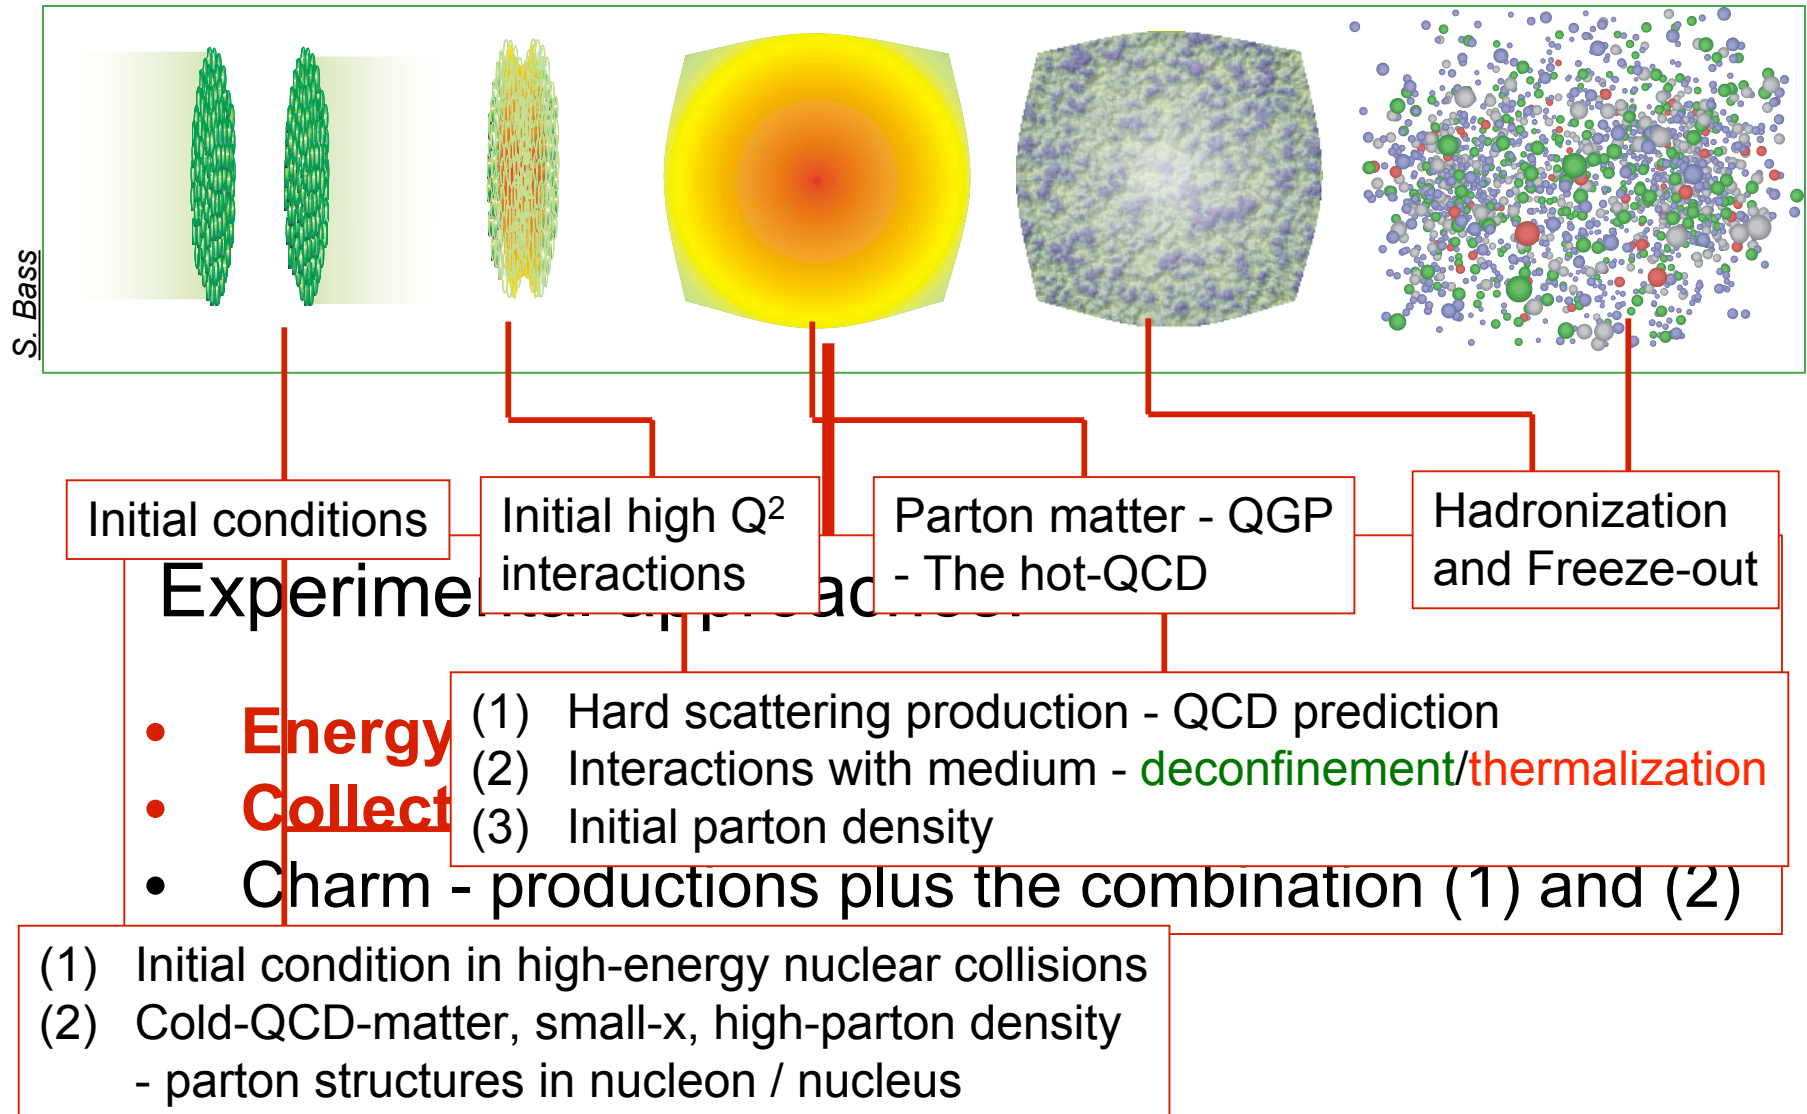 S. Bass
Initial conditions
Initial high Q²
interactions
Parton matter - QGP
- The hot-QCD
Hadronization
and Freeze-out
(1) Hard scattering production - QCD prediction
(2) Interactions with medium - deconfinement/thermalization
(3) Initial parton density
• Energy
•
• Charm - productions plus the combination (1) and (2)
(1) Initial condition in high-energy nuclear collisions
(2) Cold-QCD-matter, small-x, high-parton density
- parton structures in nucleon / nucleus